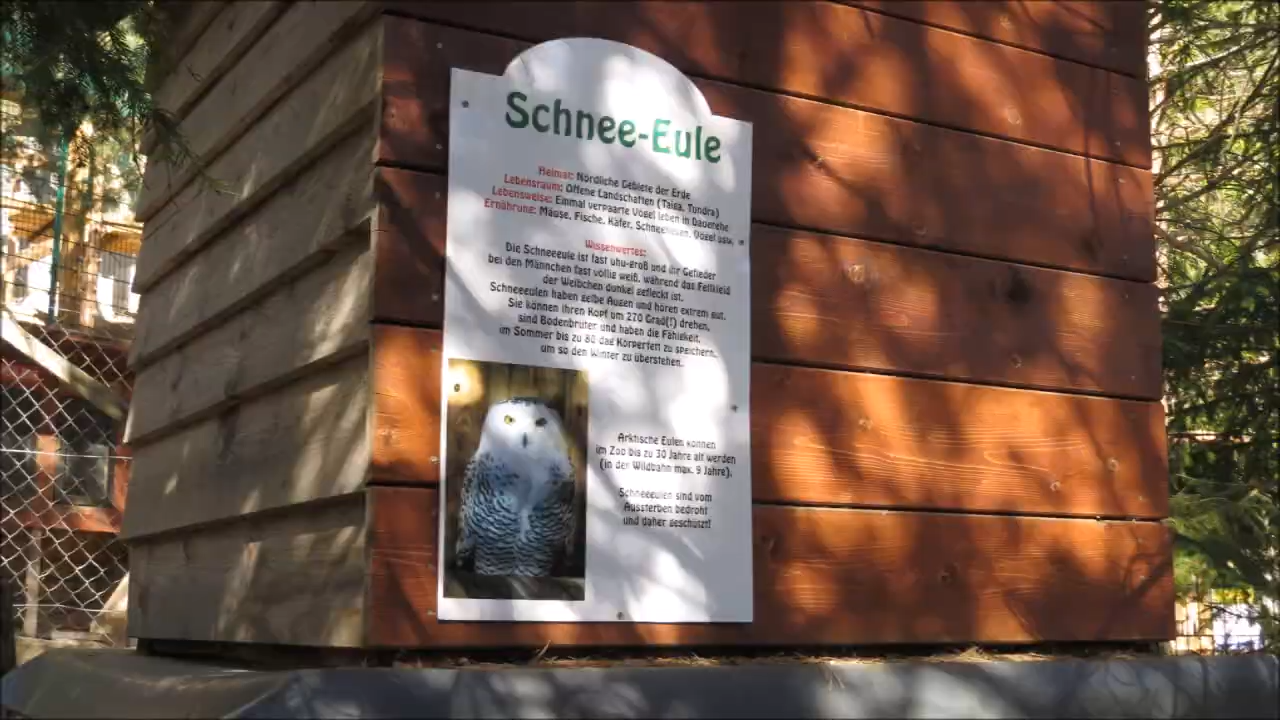 Schnee-Eule
Heimat: Nördliche Gebiete der Erde
Lebensraum: Offene Landschaften (Taiga, Tundra)
Lebensweise: Einmal verpaarte Vögel leben in Dauerehe
Ernährung: Mäuse, Fische, Käfer, Schneehasen, Vögel usw.
Wissenwertes:
Die Schneeeule ist fast uhu-groß und ihr Gefieder
bei den Männchen fast völlig weiß, während das Federkleid
der Weibchen dunkel gefleckt ist.
Schneeeulen haben gelbe Augen und hören extrem gut.
Sie können ihren Kopf um 270 Grad(!) drehen,
sind Bodenbrüter und haben die Fähigkeit,
im Sommer bis zu 80 dag Körperfett zu speichern,
um so den Winter zu überstehen.
Arktische Eulen können
im Zoo bis zu 30 Jahre alt werden
(in der Wildbahn max. 9 Jahre).
Schneeeulen sind vom
Aussterben bedroht
und daher geschützt!